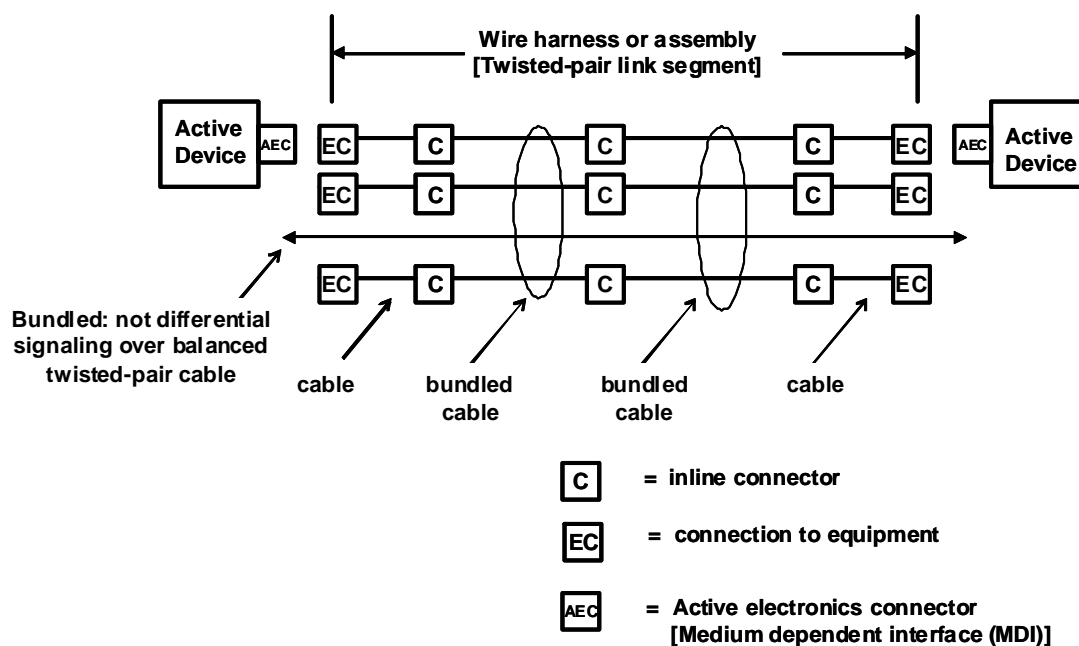 Wire harness or assembly
[Twisted-pair link segment]
Active
Device
AEC
EC
C
C
C
EC
AEC
Active
Device
EC
C
C
C
EC
EC
C
C
C
EC
Bundled: not differential
signaling over balanced
twisted-pair cable
cable
bundled
cable
bundled
cable
cable
C
= inline connector
EC
= connection to equipment
AEC
= Active electronics connector
[Medium dependent interface (MDI)]